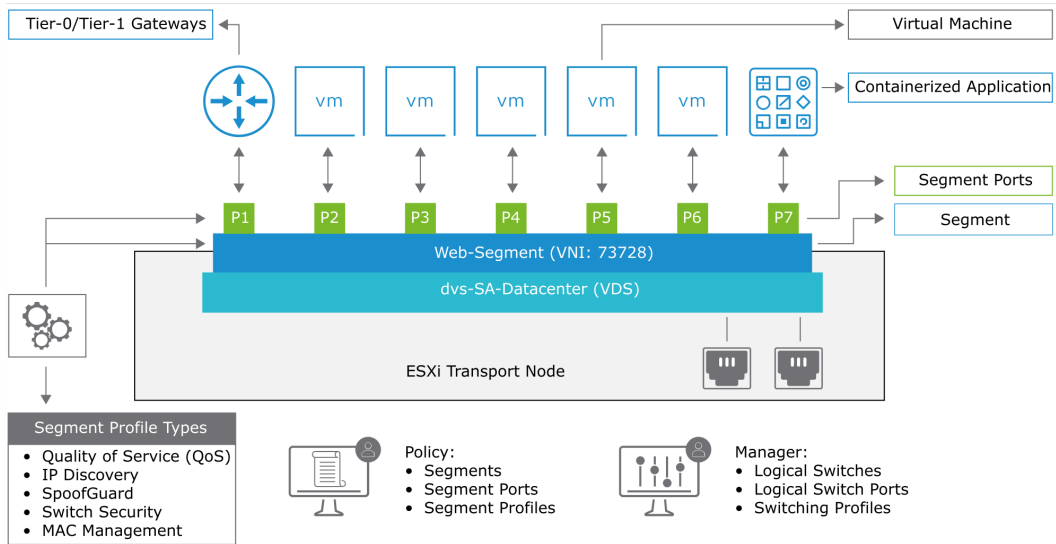 Tier-0/Tier-1 Gateways
Virtual Machine
vm
vm
vm
vm
vm
Containerized Application
Segment Ports
P1
P2
P3
P4
P5
P6
P7
Segment
Web-Segment (VNI: 73728)
dvs-SA-Datacenter (VDS)
ESXi Transport Node
Segment Profile Types
• Quality of Service (QoS)
• IP Discovery
• SpoofGuard
• Switch Security
• MAC Management
Policy:
• Segments
• Segment Ports
• Segment Profiles
Manager:
• Logical Switches
• Logical Switch Ports
• Switching Profiles